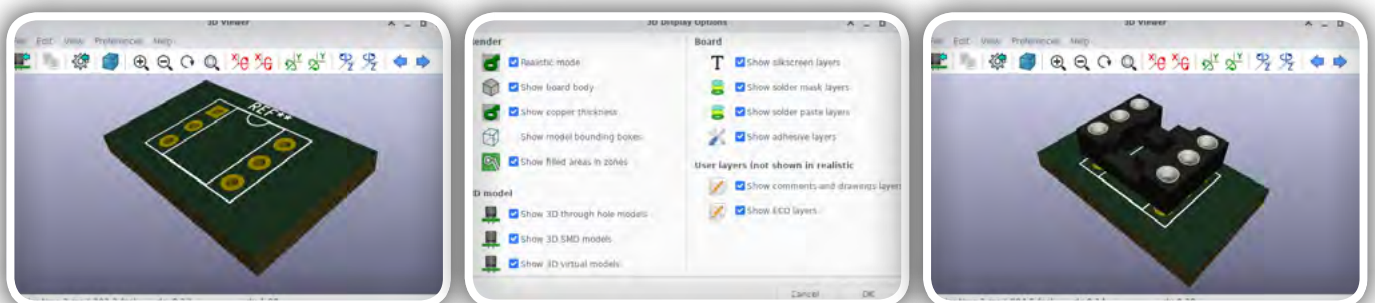 3D Viewer
Edit View Preferences Help
REF**
3D Display Options
Render
Realistic mode
Show board body
Show copper thickness
Show model bounding boxes
Show filled areas in zones
3D model
Show 3D through hole models
Show 3D SMD models
Show 3D virtual models
Board
Show silkscreen layers
Show solder mask layers
Show solder paste layers
Show adhesive layers
User layers (not shown in realistic
Show comments and drawings layers
Show ECO layers
Cancel OK
3D Viewer
Edit View Preferences Help